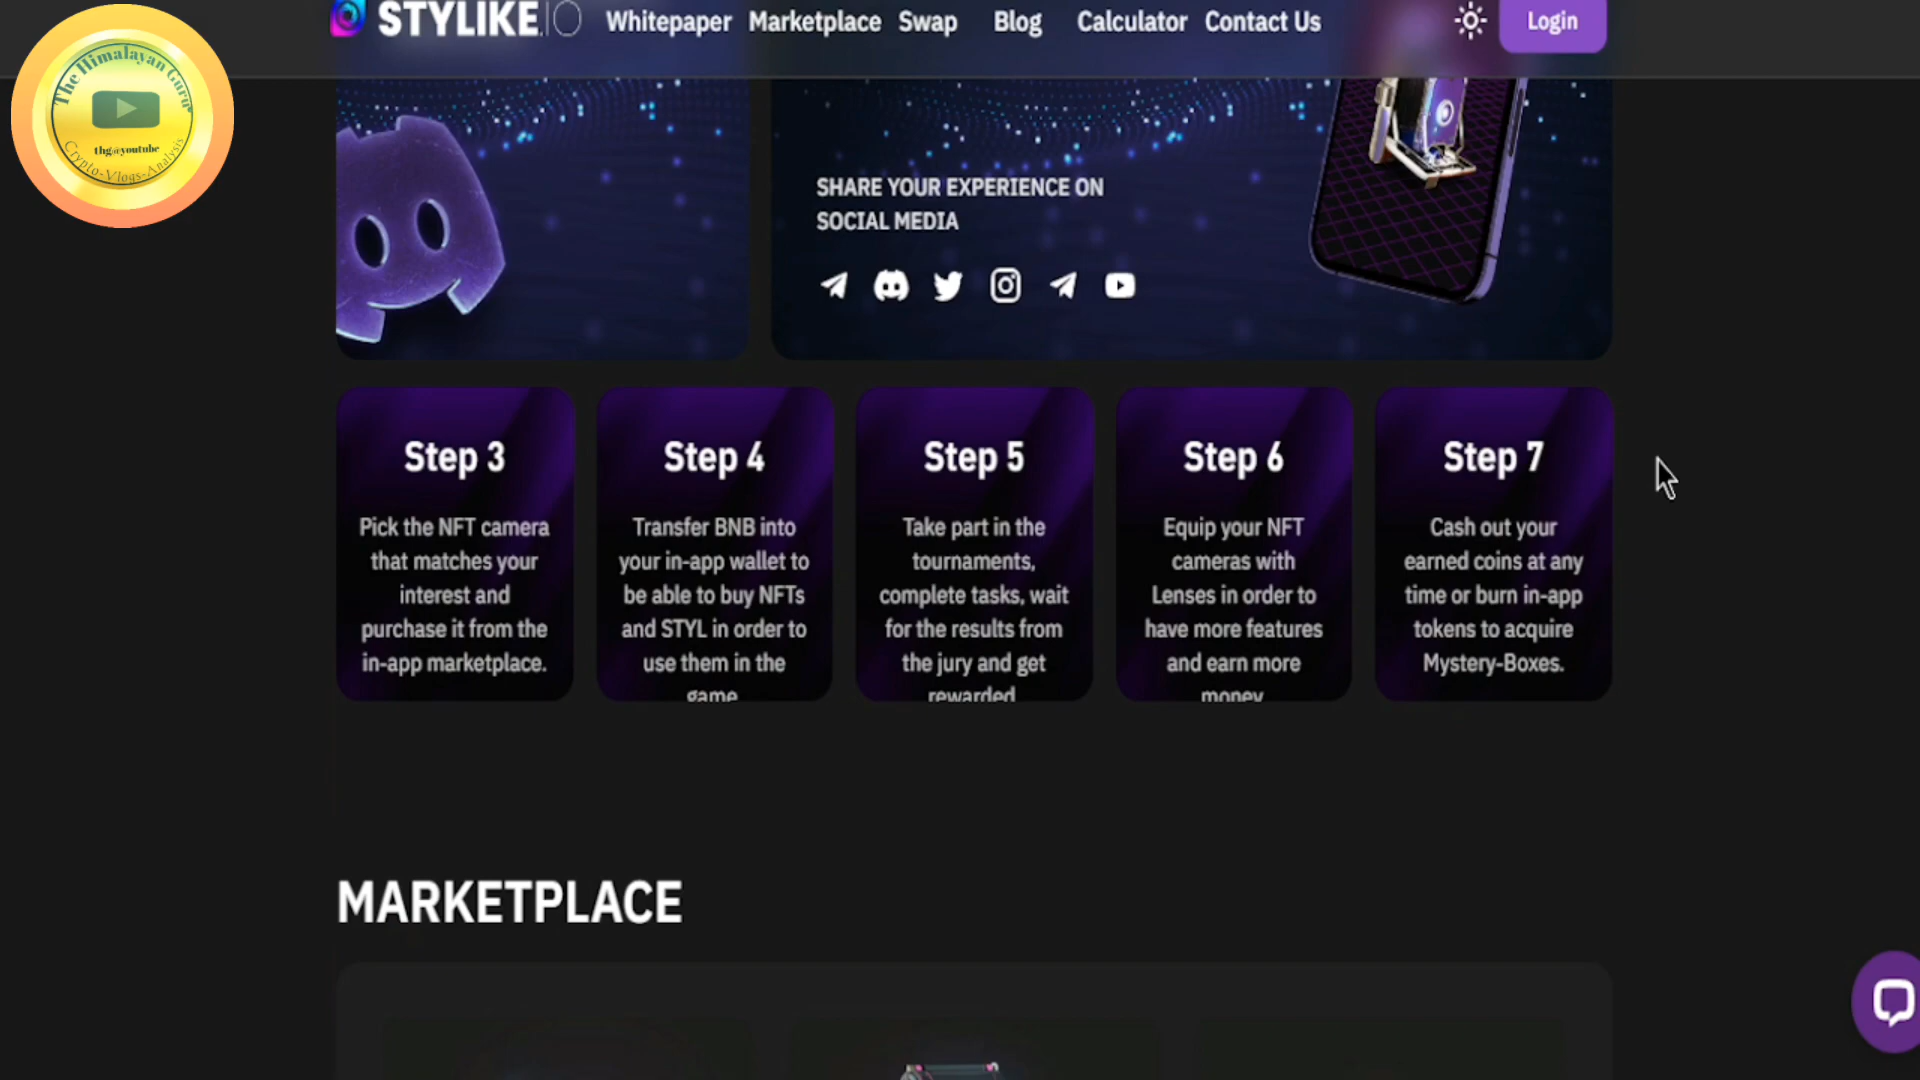 STYLIKE.IO
Whitepaper Marketplace Swap Blog Calculator Contact Us
Login
The Himalayan Guru
thg@youtube
Crypto-Vlogs-Analysis
SHARE YOUR EXPERIENCE ON
SOCIAL MEDIA
Step 3
Pick the NFT camera
that matches your
interest and
purchase it from the
in-app marketplace.
Step 4
Transfer BNB into
your in-app wallet to
be able to buy NFTs
and STYL in order to
use them in the
game
Step 5
Take part in the
tournaments,
complete tasks, wait
for the results from
the jury and get
rewarded
Step 6
Equip your NFT
cameras with
Lenses in order to
have more features
and earn more
money
Step 7
Cash out your
earned coins at any
time or burn in-app
tokens to acquire
Mystery-Boxes.
MARKETPLACE